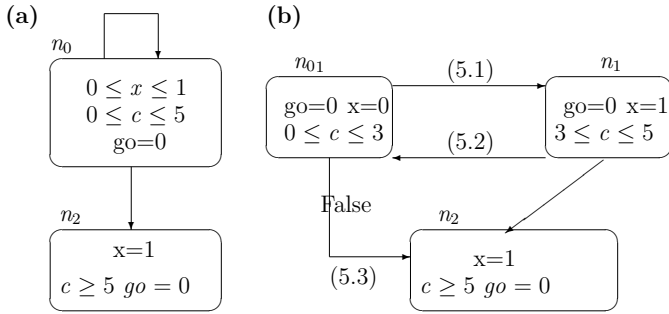 (a)
n0
0 ≤ x ≤ 1
0 ≤ c ≤ 5
go=0
n2
x=1
c ≥ 5 go = 0
(b)
n01
(5.1)
n1
go=0 x=0
0 ≤ c ≤ 3
go=0 x=1
3 ≤ c ≤ 5
(5.2)
False
n2
(5.3)
x=1
c ≥ 5 go = 0